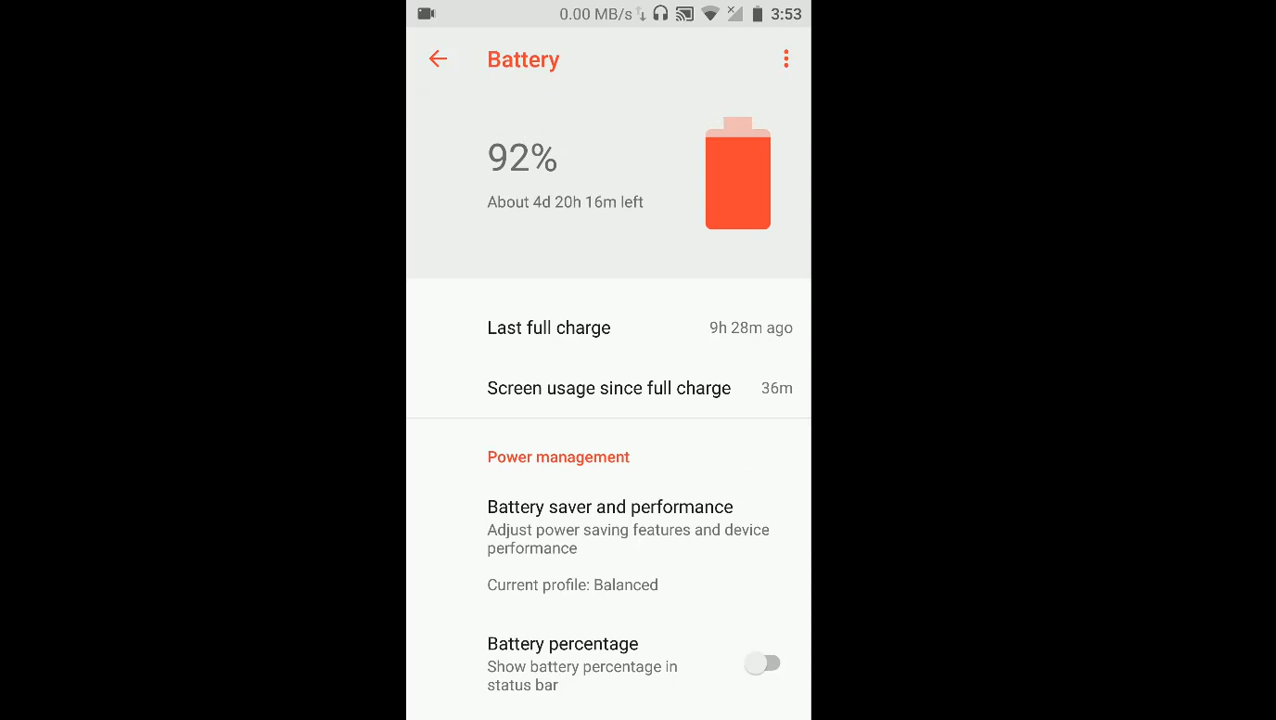 0.00 MB/s 3:53
Battery
92%
About 4d 20h 16m left
Last full charge 9h 28m ago
Screen usage since full charge 36m
Power management
Battery saver and performance
Adjust power saving features and device
performance
Current profile: Balanced
Battery percentage
Show battery percentage in
status bar